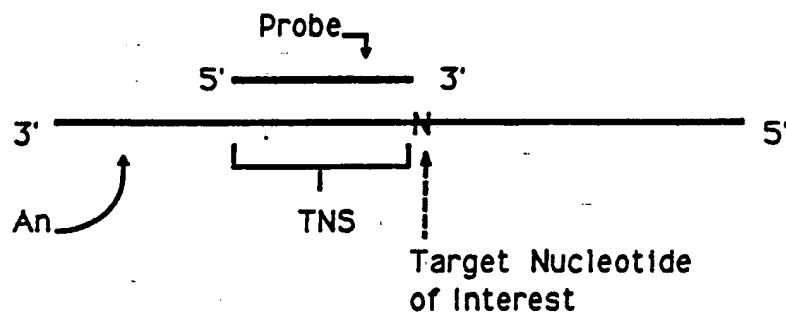 Probe
5' 3'
3' N 5'
An
TNS
Target Nucleotide
of Interest